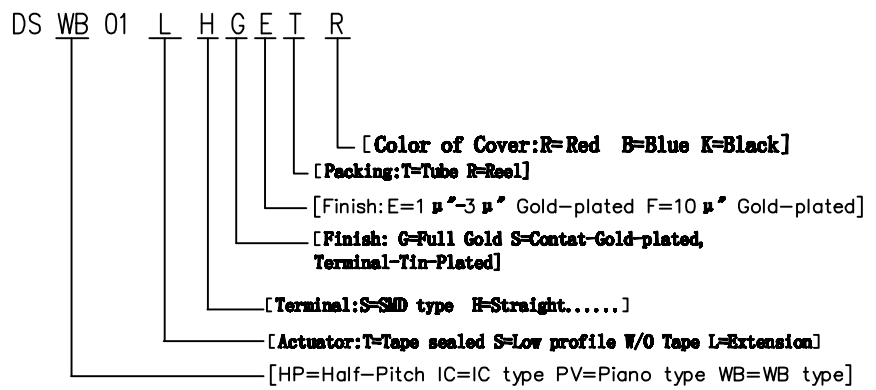 DS WB 01 L H G E T R
[Color of Cover:R=Red B=Blue K=Black]
[Packing:T=Tube R=Reel]
[Finish:E=1 μ"-3 μ" Gold-plated F=10 μ" Gold-plated]
[Finish: G=Full Gold S=Contat-Gold-plated,
Terminal-Tin-Plated]
[Terminal:S=SMD type H=Straight......]
[Actuator:T=Tape sealed S=Low profile W/O Tape L=Extension]
[HP=Half-Pitch IC=IC type PV=Piano type WB=WB type]